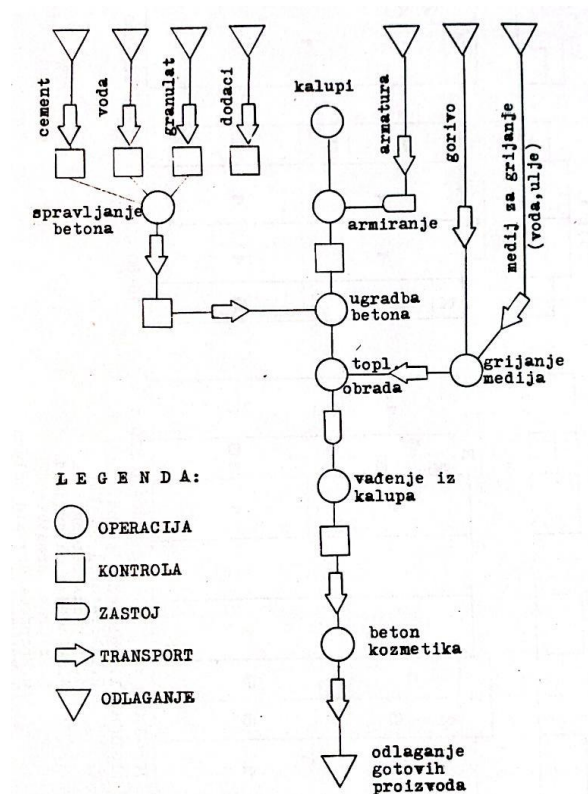 cement
voda
granulat
dodaci
kalupi
armatura
gorivo
medij za grijanje
(voda,ulje)
spravljanje
betona
armiranje
ugradba
betona
topl.
obrada
grijanje
medija
vađenje iz
kalupa
beton
kozmetika
odlaganje
gotovih
proizvoda
LEGENDA:
OPERACIJA
KONTROLA
ZASTOJ
TRANSPORT
ODLAGANJE